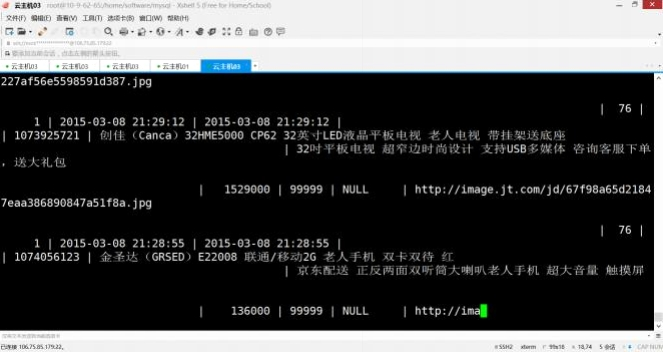 云主机03 root@10-9-62-65:/home/software/mysql - Xshell 5 (Free for Home/School)
文件(F) 编辑(E) 查看(V) 工具(T) 选项卡(B) 窗口(W) 帮助(H)
要添加当前会话，点击左侧的箭头按钮。
云主机03 云主机03 云主机03 云主机01 云主机03
227af56e5598591d387.jpg
| 76 |
1 | 2015-03-08 21:29:12 | 2015-03-08 21:29:12 |
| 1073925721 | 创佳（Canca）32HME5000 CP62 32英寸LED液晶平板电视 老人电视 带挂架送底座
| 32吋平板电视 超窄边时尚设计 支持USB多媒体 咨询客服下单
, 送大礼包
| 1529000 | 99999 | NULL | http://image.jt.com/jd/67f98a65d2184
7eaa386890847a51f8a.jpg
| 76 |
1 | 2015-03-08 21:28:55 | 2015-03-08 21:28:55 |
| 1074056123 | 金圣达（GRSED）E22008 联通/移动2G 老人手机 双卡双待 红
| 京东配送 正反两面双听筒大喇叭老人手机 超大音量 触摸屏
| 136000 | 99999 | NULL | http://ima
已连接 106.75.85.179:22。 SSH2 xterm 99x16 16,74 5 会话 CAP NUM